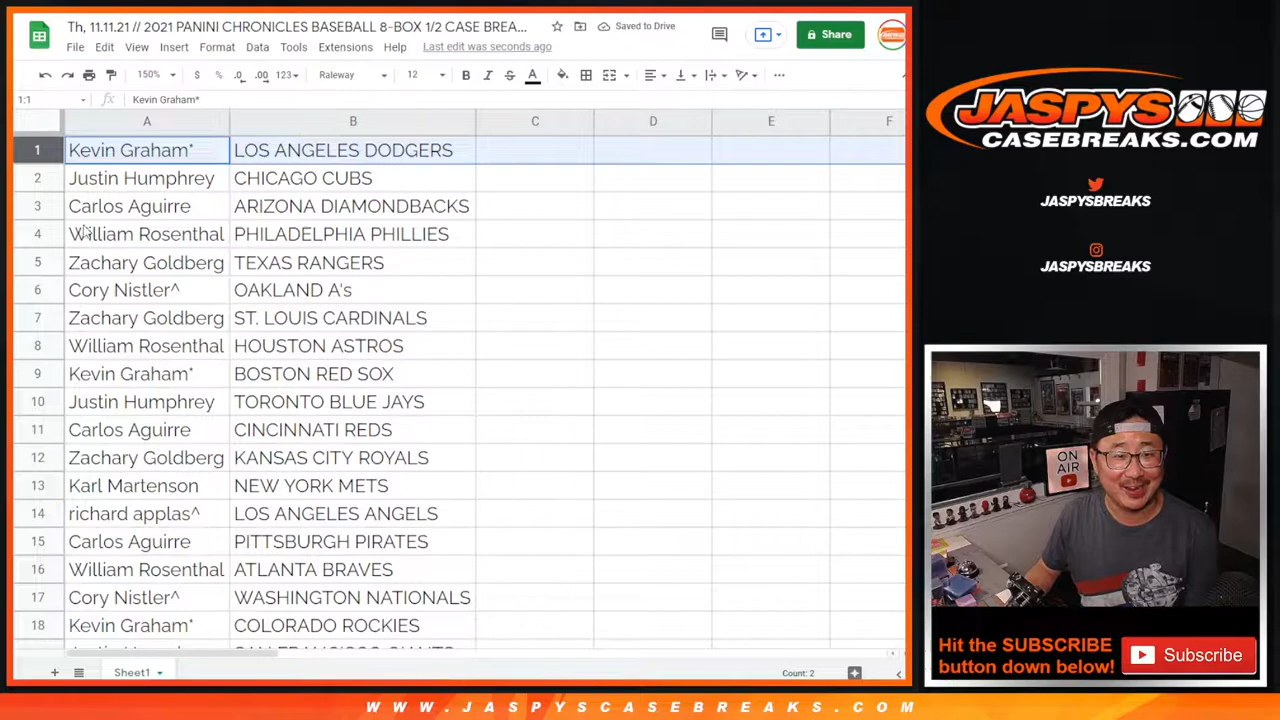 Th, 11.11.21 // 2021 PANINI CHRONICLES BASEBALL 8-BOX 1/2 CASE BREA...
Saved to Drive
Share
File Edit View Insert Format Data Tools Extensions Help Last edit was seconds ago
150% $ % .0 .00 123 Raleway 12 B I S A
1:1 fx Kevin Graham*
A B C D E F
1 Kevin Graham* LOS ANGELES DODGERS
2 Justin Humphrey CHICAGO CUBS
3 Carlos Aguirre ARIZONA DIAMONDBACKS
4 William Rosenthal PHILADELPHIA PHILLIES
5 Zachary Goldberg TEXAS RANGERS
6 Cory Nistler^ OAKLAND A's
7 Zachary Goldberg ST. LOUIS CARDINALS
8 William Rosenthal HOUSTON ASTROS
9 Kevin Graham* BOSTON RED SOX
10 Justin Humphrey TORONTO BLUE JAYS
11 Carlos Aguirre CINCINNATI REDS
12 Zachary Goldberg KANSAS CITY ROYALS
13 Karl Martenson NEW YORK METS
14 richard applas^ LOS ANGELES ANGELS
15 Carlos Aguirre PITTSBURGH PIRATES
16 William Rosenthal ATLANTA BRAVES
17 Cory Nistler^ WASHINGTON NATIONALS
18 Kevin Graham* COLORADO ROCKIES
Sheet1
Count: 2
JASPYS
CASEBREAKS.COM
JASPYSBREAKS
JASPYSBREAKS
ON AIR
Hit the SUBSCRIBE
button down below!
Subscribe
WWW.JASPYSCASEBREAKS.COM